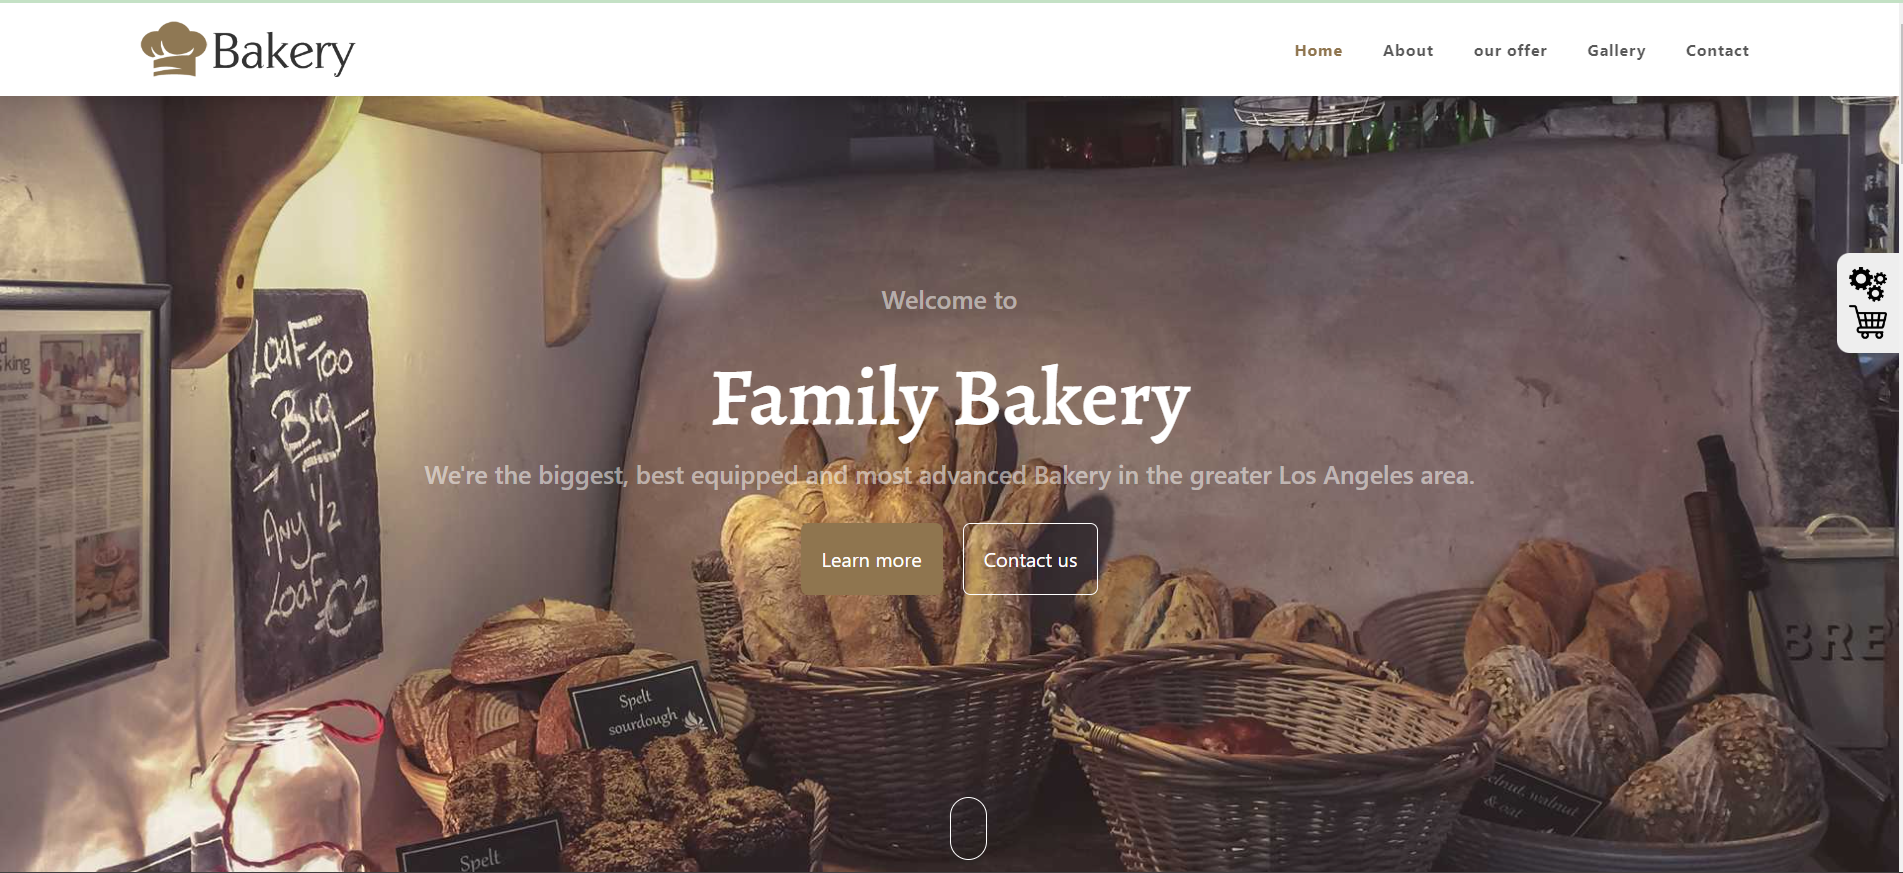 Bakery
Home About our offer Gallery Contact
Welcome to
Family Bakery
We're the biggest, best equipped and most advanced Bakery in the greater Los Angeles area.
Learn more
Contact us
king
Loaf Too
Big
Any 1/2
Loaf €2
Spelt
sourdough
BRE
walnut
& oat
Spelt